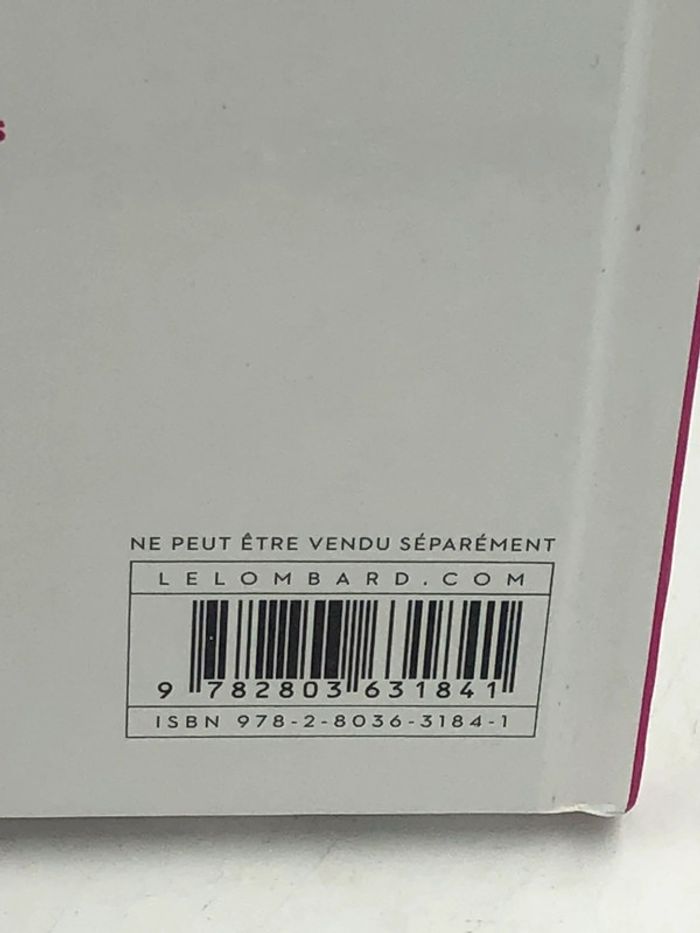 s
NE PEUT ÊTRE VENDU SÉPARÉMENT
LELOMBARD.COM
9 782803 631841
ISBN 978-2-8036-3184-1